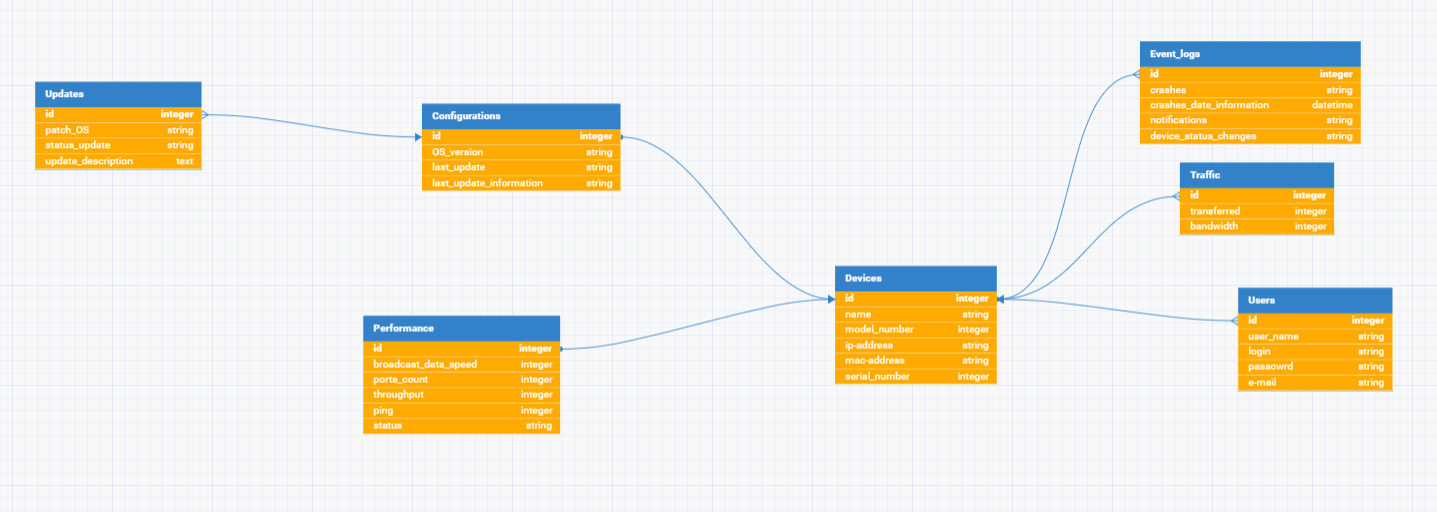 Updates
id integer
patch_OS string
status_update string
update_description text
Configurations
id integer
OS_version string
last_update string
last_update_information string
Performance
id integer
broadcast_data_speed integer
ports_count integer
throughput integer
ping integer
status string
Devices
id integer
name string
model_number integer
ip-address string
mac-address string
serial_number integer
Event_logs
id integer
crashes string
crashes_date_information datetime
notifications string
device_status_changes string
Traffic
id integer
transferred integer
bandwidth integer
Users
id integer
user_name string
login string
passowrd string
e-mail string